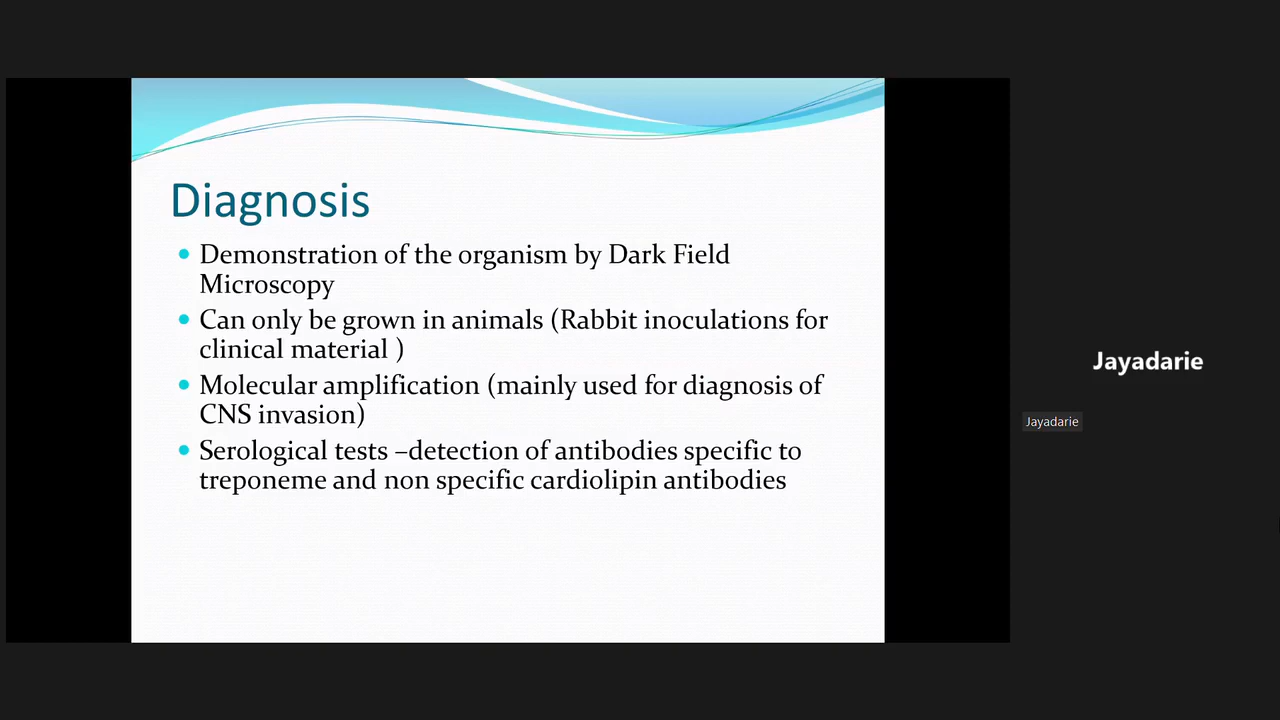 Diagnosis
Demonstration of the organism by Dark Field
Microscopy
Can only be grown in animals (Rabbit inoculations for
clinical material )
Molecular amplification (mainly used for diagnosis of
CNS invasion)
Serological tests –detection of antibodies specific to
treponeme and non specific cardiolipin antibodies
Jayadarie
Jayadarie